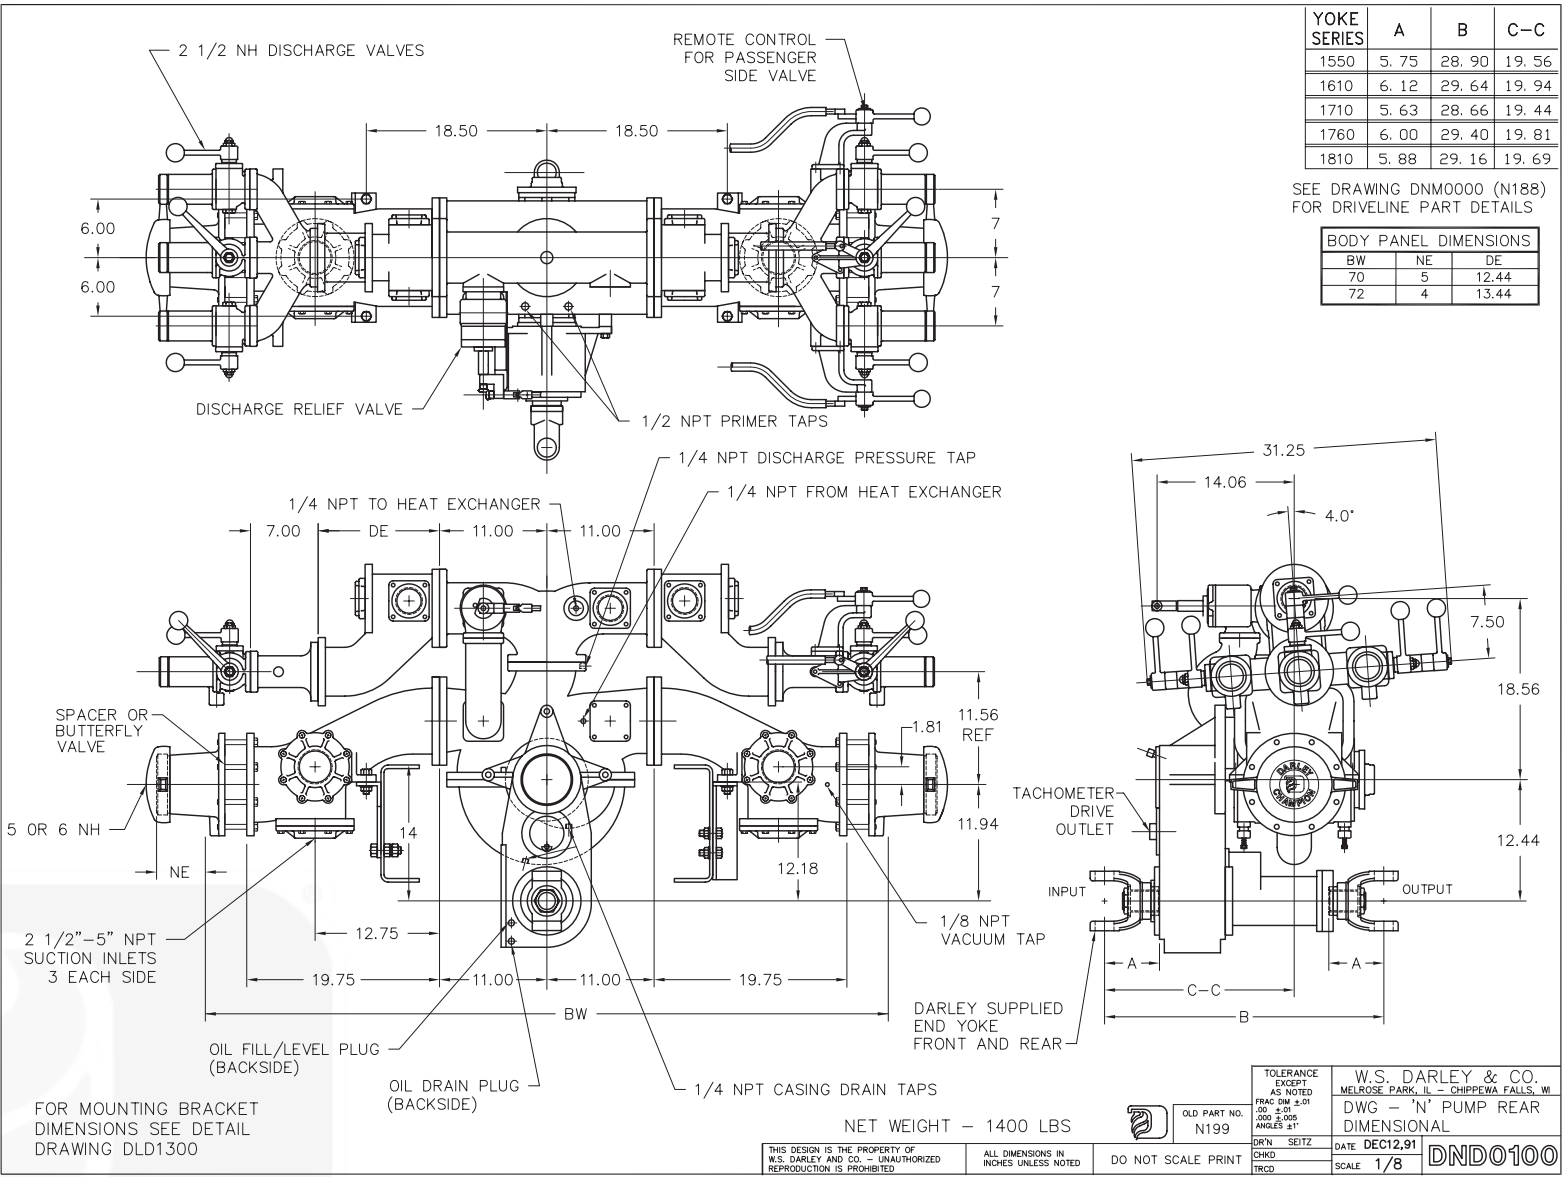 2 1/2 NH DISCHARGE VALVES
REMOTE CONTROL
FOR PASSENGER
SIDE VALVE
YOKE SERIES A B C-C
1550 5.75 28.90 19.56
1610 6.12 29.64 19.94
1710 5.63 28.66 19.44
1760 6.00 29.40 19.81
1810 5.88 29.16 19.69
SEE DRAWING DNM0000 (N188)
FOR DRIVELINE PART DETAILS
BODY PANEL DIMENSIONS
BW NE DE
70 5 12.44
72 4 13.44
18.50
18.50
6.00
6.00
7
7
DISCHARGE RELIEF VALVE
1/2 NPT PRIMER TAPS
1/4 NPT DISCHARGE PRESSURE TAP
1/4 NPT TO HEAT EXCHANGER
1/4 NPT FROM HEAT EXCHANGER
7.00
DE
11.00
11.00
SPACER OR
BUTTERFLY
VALVE
5 OR 6 NH
NE
14
1.81
11.56
REF
11.94
12.18
2 1/2"-5" NPT
SUCTION INLETS
3 EACH SIDE
12.75
19.75
11.00
11.00
19.75
BW
1/8 NPT
VACUUM TAP
OIL FILL/LEVEL PLUG
(BACKSIDE)
OIL DRAIN PLUG
(BACKSIDE)
1/4 NPT CASING DRAIN TAPS
31.25
14.06
4.0°
7.50
18.56
12.44
DARLEY
CHAMPION
TACHOMETER
DRIVE
OUTLET
INPUT
OUTPUT
A
A
C-C
B
DARLEY SUPPLIED
END YOKE
FRONT AND REAR
FOR MOUNTING BRACKET
DIMENSIONS SEE DETAIL
DRAWING DLD1300
NET WEIGHT - 1400 LBS
THIS DESIGN IS THE PROPERTY OF
W.S. DARLEY AND CO. - UNAUTHORIZED
REPRODUCTION IS PROHIBITED
ALL DIMENSIONS IN
INCHES UNLESS NOTED
DO NOT SCALE PRINT
OLD PART NO.
N199
TOLERANCE
EXCEPT
AS NOTED
FRAC DIM ±.01
.00 ±.01
.000 ±.005
ANGLES ±1°
DR'N SEITZ
CHKD
TRCD
W.S. DARLEY & CO.
MELROSE PARK, IL - CHIPPEWA FALLS, WI
DWG - 'N' PUMP REAR
DIMENSIONAL
DATE DEC12,91
SCALE 1/8
DND0100
®